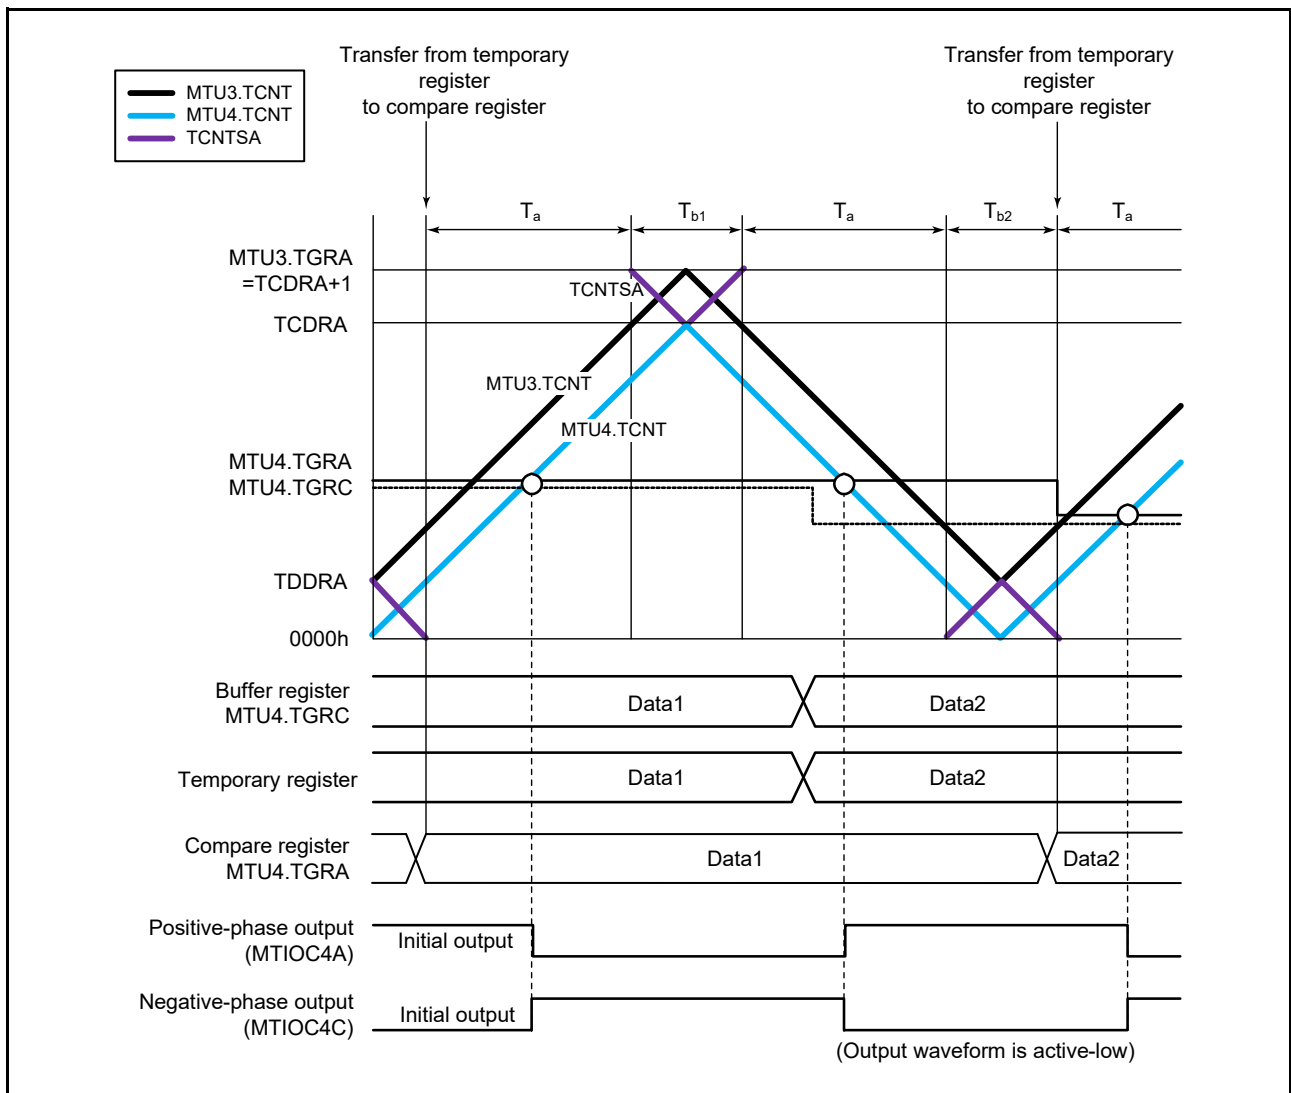 Transfer from temporary
register
to compare register
Transfer from temporary
register
to compare register
MTU3.TCNT
MTU4.TCNT
TCNTSA
Ta
Tb1
Ta
Tb2
Ta
MTU3.TGRA
=TCDRA+1
TCNTSA
TCDRA
MTU3.TCNT
MTU4.TCNT
MTU4.TGRA
MTU4.TGRC
TDDRA
0000h
Buffer register
MTU4.TGRC
Data1
Data2
Temporary register
Data1
Data2
Compare register
MTU4.TGRA
Data1
Data2
Positive-phase output
(MTIOC4A)
Initial output
Negative-phase output
(MTIOC4C)
Initial output
(Output waveform is active-low)